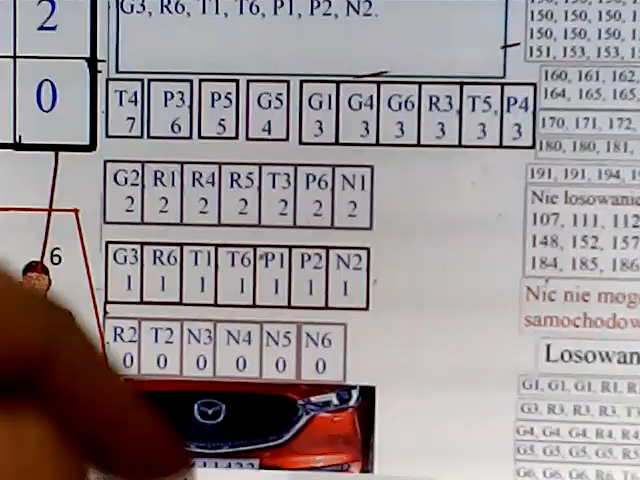 2
G3, R6, T1, T6, P1, P2, N2.
150, 150, 150, 1
150, 150, 150, 1
151, 153, 153, 1
0
T4 P3 P5 G5 G1 G4 G6 R3, T5, P4
7 6 5 4 3 3 3 3 3 3
160, 161, 162,
164, 165, 165,
170, 171, 172,
180, 180, 181,
191, 191, 194, 19
G2 R1 R4 R5 T3 P6 N1
2 2 2 2 2 2 2
Nie losowanie
107, 111, 112
148, 152, 157
184, 185, 186
6
G3 R6 T1 T6 P1 P2 N2
1 1 1 1 1 1 1
Nic nie mog
samochodow
R2 T2 N3 N4 N5 N6
0 0 0 0 0 0
Losowan
G1, G1, G1, R1, R
G3, R3, R3, R3, T3
G4, G4, G4, R4, R4
G5, G5, G5, G5, R5
G6, G6, G6, R6, T6